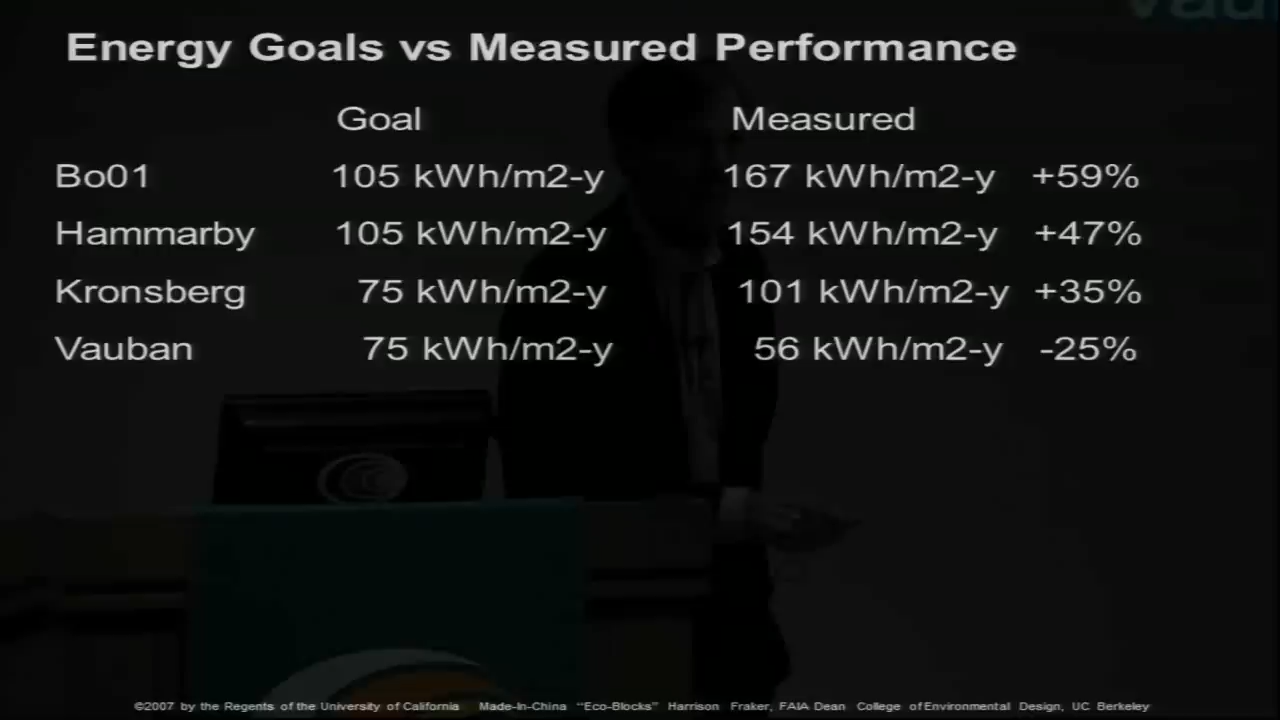 Energy Goals vs Measured Performance
Goal Measured
Bo01 105 kWh/m2-y 167 kWh/m2-y +59%
Hammarby 105 kWh/m2-y 154 kWh/m2-y +47%
Kronsberg 75 kWh/m2-y 101 kWh/m2-y +35%
Vauban 75 kWh/m2-y 56 kWh/m2-y -25%
©2007 by the Regents of the University of California Made-In-China "Eco-Blocks" Harrison Fraker, FAIA Dean College of Environmental Design, UC Berkeley